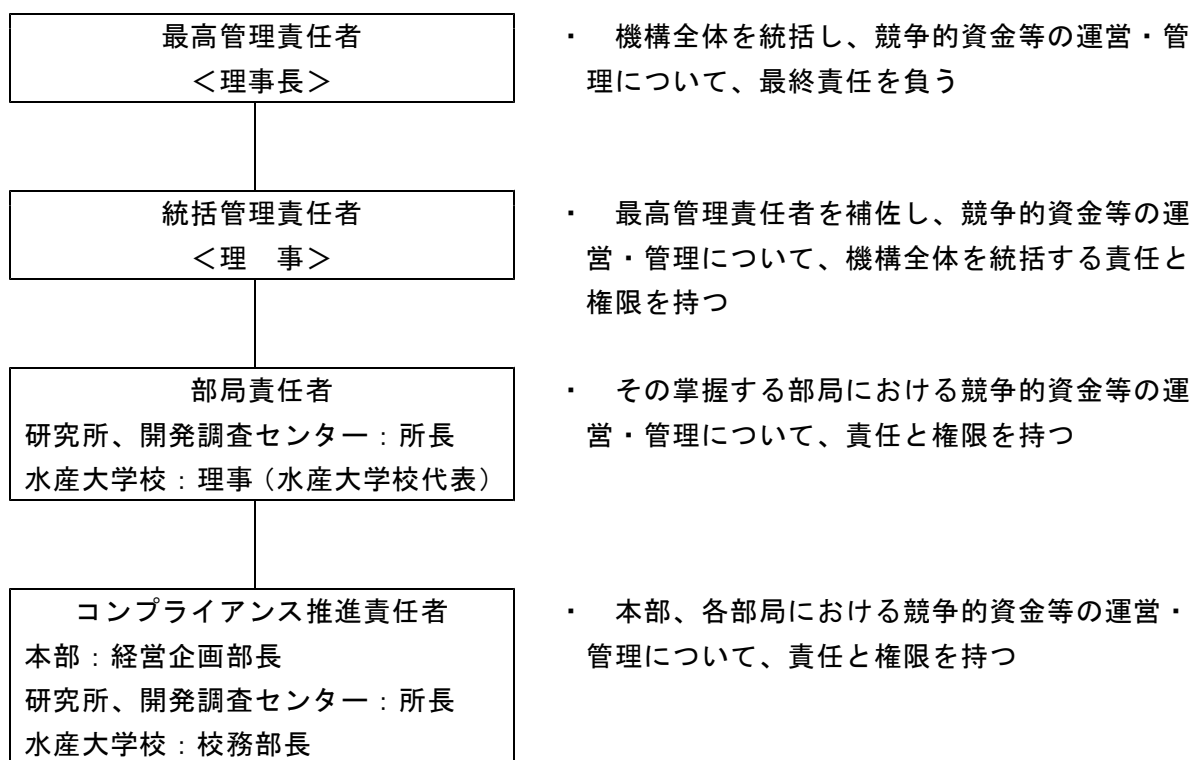 最高管理責任者
＜理事長＞
・　機構全体を統括し、競争的資金等の運営・管
理について、最終責任を負う
統括管理責任者
＜理　事＞
・　最高管理責任者を補佐し、競争的資金等の運
営・管理について、機構全体を統括する責任と
権限を持つ
部局責任者
研究所、開発調査センター：所長
水産大学校：理事（水産大学校代表）
・　その掌握する部局における競争的資金等の運
営・管理について、責任と権限を持つ
コンプライアンス推進責任者
本部：経営企画部長
研究所、開発調査センター：所長
水産大学校：校務部長
・　本部、各部局における競争的資金等の運営・
管理について、責任と権限を持つ